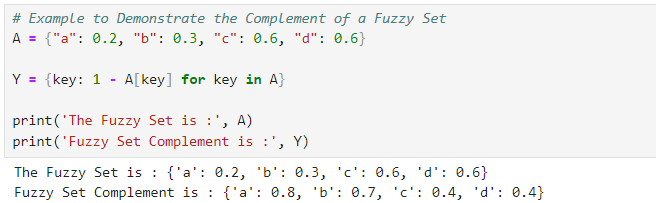 # Example to Demonstrate the Complement of a Fuzzy Set
A = {"a": 0.2, "b": 0.3, "c": 0.6, "d": 0.6}
Y = {key: 1 - A[key] for key in A}
print('The Fuzzy Set is :', A)
print('Fuzzy Set Complement is :', Y)
The Fuzzy Set is : {'a': 0.2, 'b': 0.3, 'c': 0.6, 'd': 0.6}
Fuzzy Set Complement is : {'a': 0.8, 'b': 0.7, 'c': 0.4, 'd': 0.4}